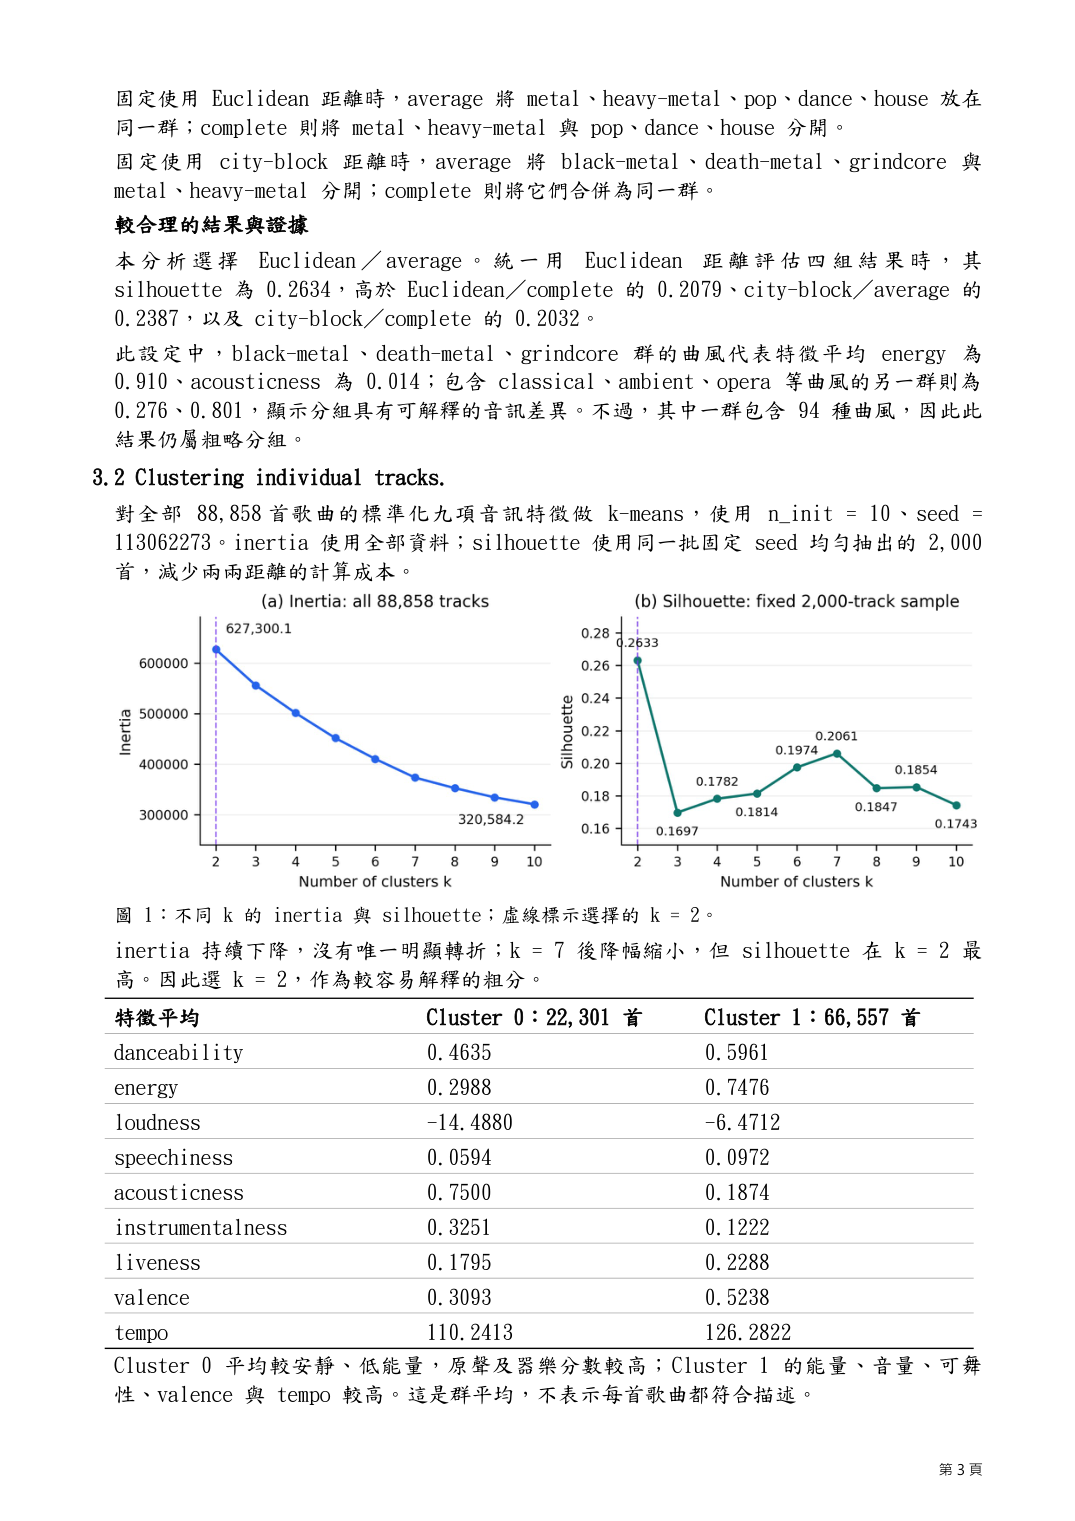 固定使用 Euclidean 距離時，average 將 metal、heavy-metal、pop、dance、house 放在
同一群；complete 則將 metal、heavy-metal 與 pop、dance、house 分開。
固定使用 city-block 距離時，average 將 black-metal、death-metal、grindcore 與
metal、heavy-metal 分開；complete 則將它們合併為同一群。
較合理的結果與證據
本分析選擇 Euclidean／average。統一用 Euclidean 距離評估四組結果時，其
silhouette 為 0.2634，高於 Euclidean／complete 的 0.2079、city-block／average 的
0.2387，以及 city-block／complete 的 0.2032。
此設定中，black-metal、death-metal、grindcore 群的曲風代表特徵平均 energy 為
0.910、acousticness 為 0.014；包含 classical、ambient、opera 等曲風的另一群則為
0.276、0.801，顯示分組具有可解釋的音訊差異。不過，其中一群包含 94 種曲風，因此此
結果仍屬粗略分組。
3.2 Clustering individual tracks.
對全部 88,858 首歌曲的標準化九項音訊特徵做 k-means，使用 n_init = 10、seed =
113062273。inertia 使用全部資料；silhouette 使用同一批固定 seed 均勻抽出的 2,000
首，減少兩兩距離的計算成本。
(a) Inertia: all 88,858 tracks
627,300.1
600000
500000
400000
300000
Inertia
320,584.2
2 3 4 5 6 7 8 9 10
Number of clusters k
(b) Silhouette: fixed 2,000-track sample
0.28
0.26
0.24
0.22
0.20
0.18
0.16
Silhouette
0.2633
0.1697
0.1782
0.1814
0.1974
0.2061
0.1847
0.1854
0.1743
2 3 4 5 6 7 8 9 10
Number of clusters k
圖 1：不同 k 的 inertia 與 silhouette；虛線標示選擇的 k = 2。
inertia 持續下降，沒有唯一明顯轉折；k = 7 後降幅縮小，但 silhouette 在 k = 2 最
高。因此選 k = 2，作為較容易解釋的粗分。
特徵平均 Cluster 0：22,301 首 Cluster 1：66,557 首
danceability 0.4635 0.5961
energy 0.2988 0.7476
loudness -14.4880 -6.4712
speechiness 0.0594 0.0972
acousticness 0.7500 0.1874
instrumentalness 0.3251 0.1222
liveness 0.1795 0.2288
valence 0.3093 0.5238
tempo 110.2413 126.2822
Cluster 0 平均較安靜、低能量，原聲及器樂分數較高；Cluster 1 的能量、音量、可舞
性、valence 與 tempo 較高。這是群平均，不表示每首歌曲都符合描述。
第 3 頁